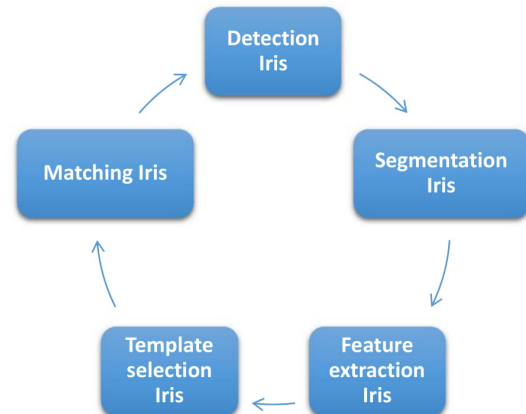 Detection
Iris
Segmentation
Iris
Feature
extraction
Iris
Template
selection
Iris
Matching Iris